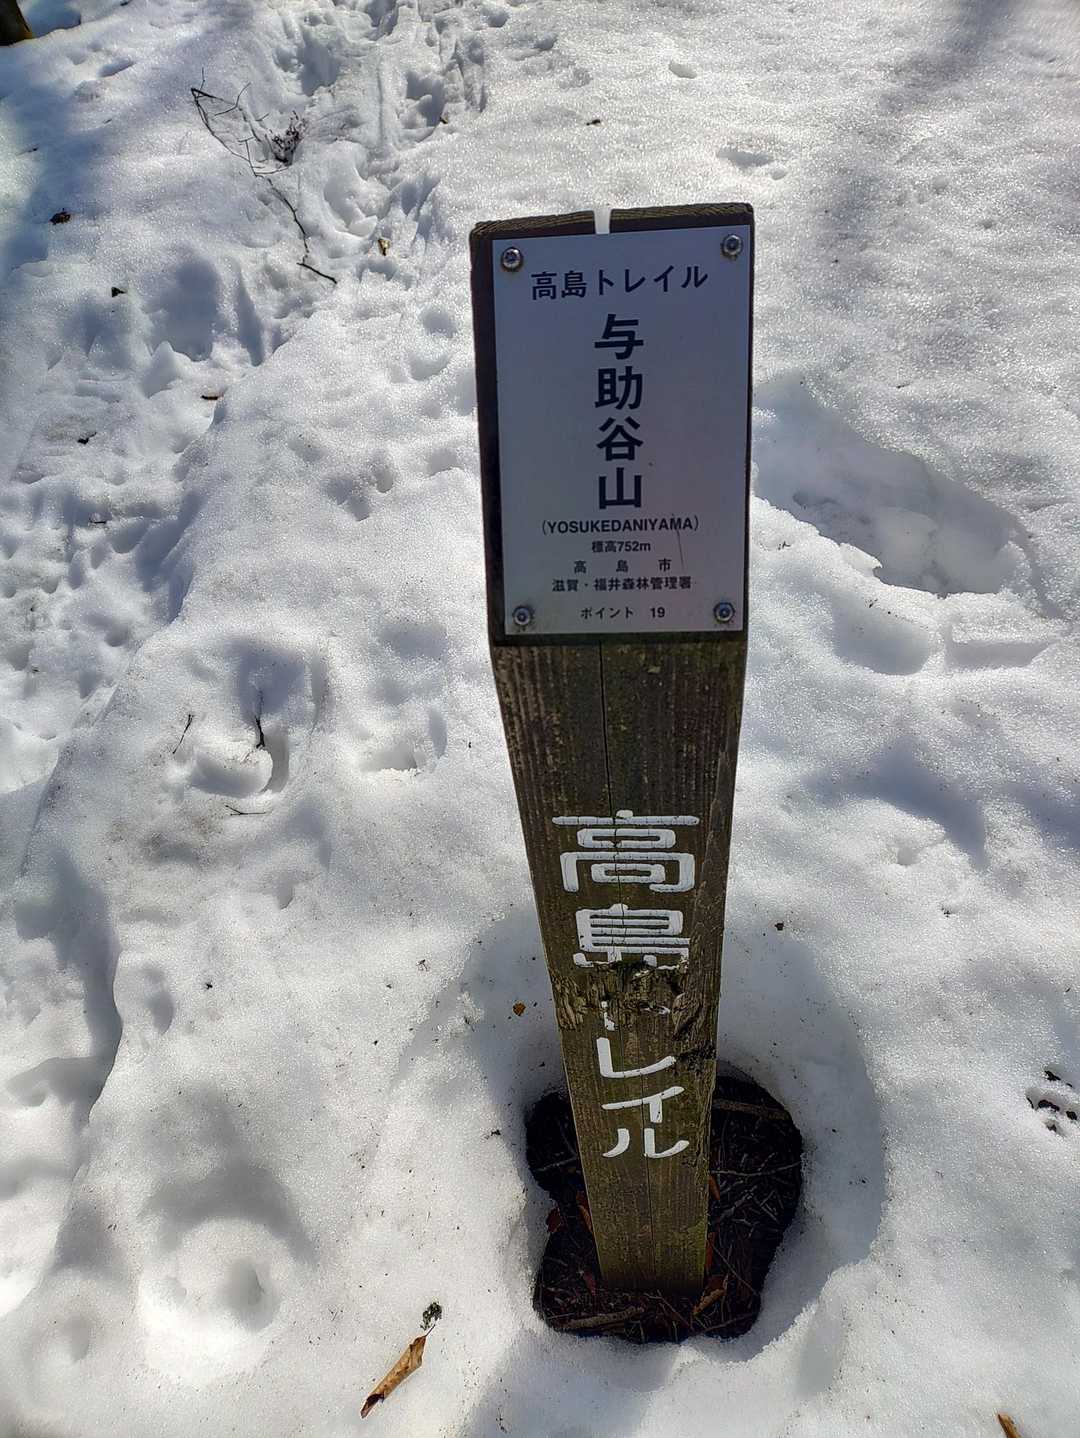 高島トレイル
与助谷山
(YOSUKEDANIYAMA)
標高752m
高島市
滋賀・福井森林管理署
ポイント 19
高島トレイル